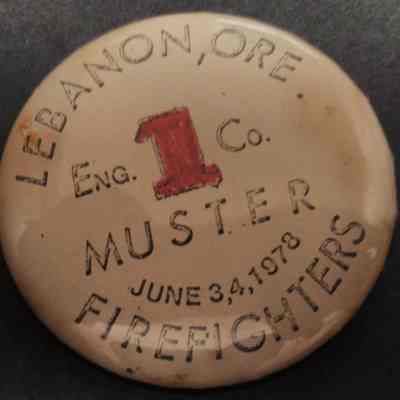 LEBANON, ORE.
ENG. 1 CO.
MUSTER
JUNE 3,4,1978
FIREFIGHTERS